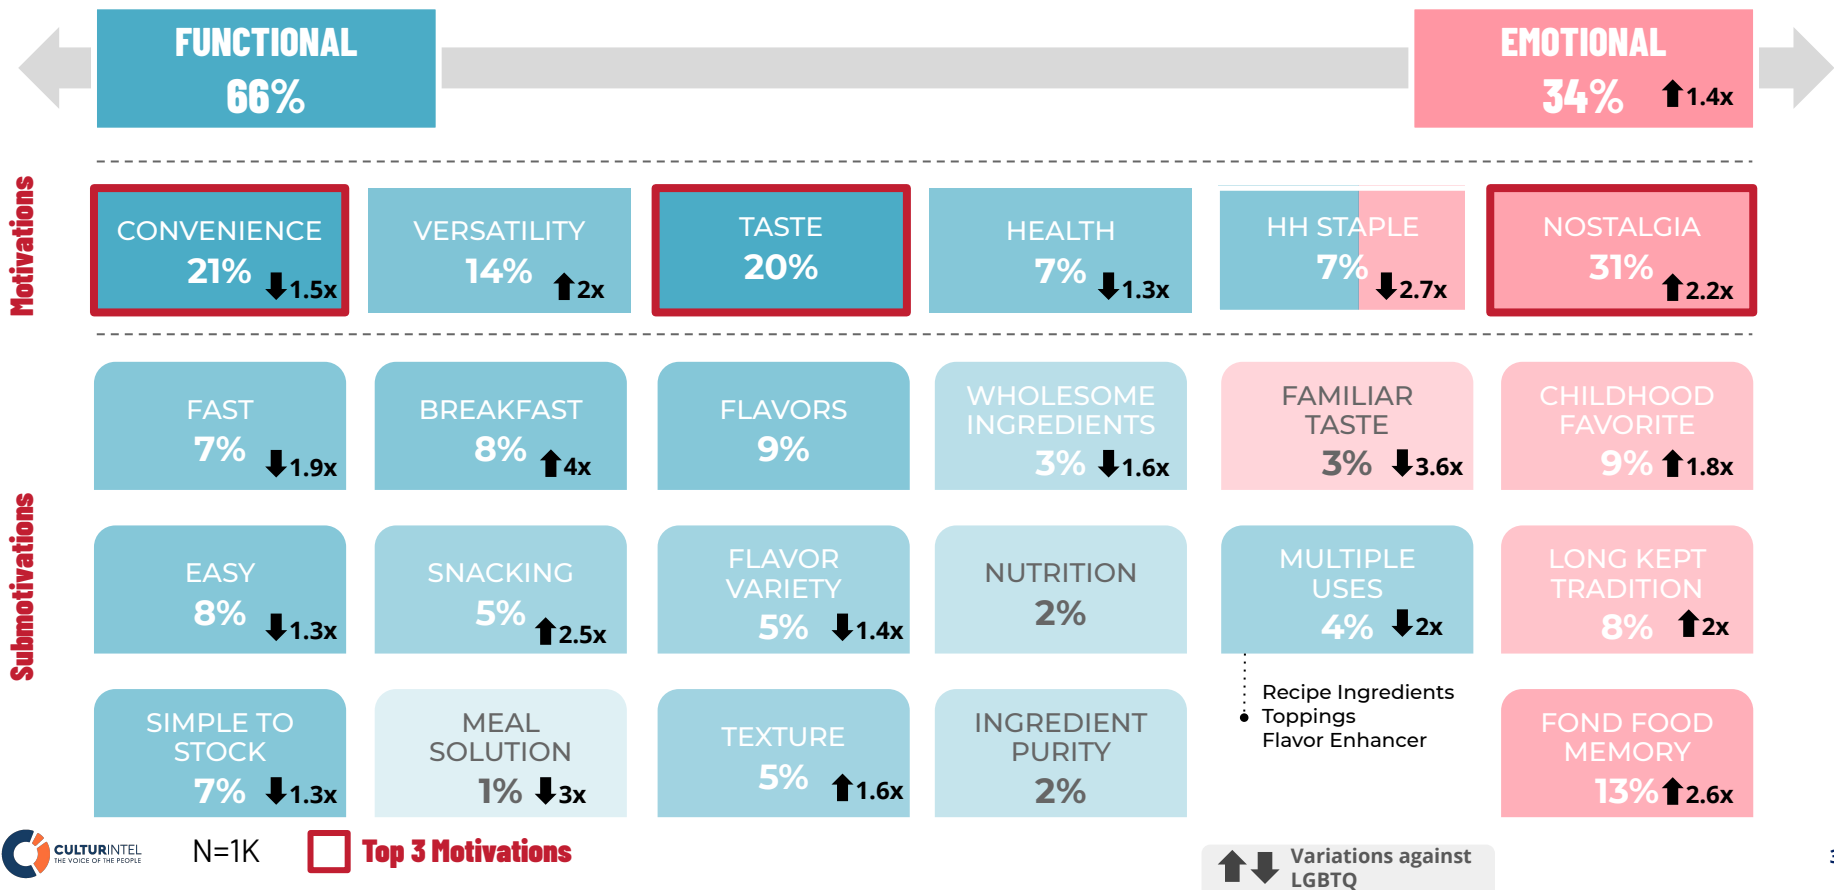 FUNCTIONAL
66%
EMOTIONAL
34%
1.4x
Motivations
CONVENIENCE
21%
1.5x
VERSATILITY
14%
2x
TASTE
20%
HEALTH
7%
1.3x
HH STAPLE
7%
2.7x
NOSTALGIA
31%
2.2x
Submotivations
FAST
7%
1.9x
BREAKFAST
8%
4x
FLAVORS
9%
WHOLESOME
INGREDIENTS
3%
1.6x
FAMILIAR
TASTE
3%
3.6x
CHILDHOOD
FAVORITE
9%
1.8x
EASY
8%
1.3x
SNACKING
5%
2.5x
FLAVOR
VARIETY
5%
1.4x
NUTRITION
2%
MULTIPLE
USES
4%
2x
LONG KEPT
TRADITION
8%
2x
SIMPLE TO
STOCK
7%
1.3x
MEAL
SOLUTION
1%
3x
TEXTURE
5%
1.6x
INGREDIENT
PURITY
2%
Recipe Ingredients
Toppings
Flavor Enhancer
FOND FOOD
MEMORY
13%
2.6x
CULTURINTEL
THE VOICE OF THE PEOPLE
N=1K
Top 3 Motivations
Variations against
LGBTQ